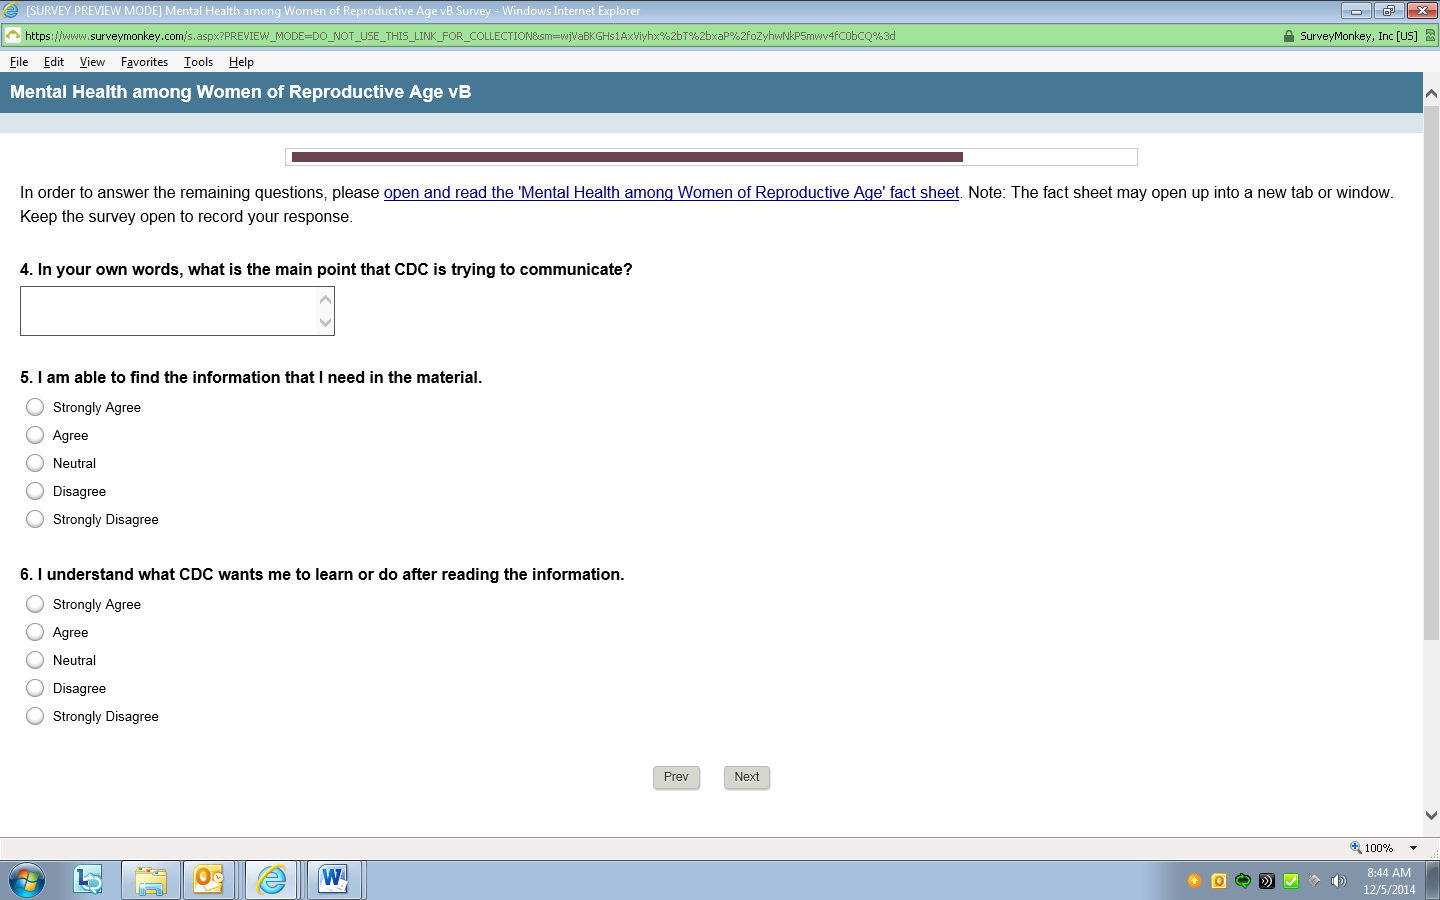 [SURVEY PREVIEW MODE] Mental Health among Women of Reproductive Age vB Survey - Windows Internet Explorer
https://www.surveymonkey.com/s.aspx?PREVIEW_MODE=DO_NOT_USE_THIS_LINK_FOR_COLLECTION&sm=wjVaBKGHs1AxViyhx%2bT%2bxaP%2foZyhwNkP5mwv4fC0bCQ%3d
SurveyMonkey, Inc [US]
File Edit View Favorites Tools Help
Mental Health among Women of Reproductive Age vB
In order to answer the remaining questions, please open and read the 'Mental Health among Women of Reproductive Age' fact sheet. Note: The fact sheet may open up into a new tab or window.
Keep the survey open to record your response.
4. In your own words, what is the main point that CDC is trying to communicate?
5. I am able to find the information that I need in the material.
Strongly Agree
Agree
Neutral
Disagree
Strongly Disagree
6. I understand what CDC wants me to learn or do after reading the information.
Strongly Agree
Agree
Neutral
Disagree
Strongly Disagree
Prev Next
100%
8:44 AM
12/5/2014